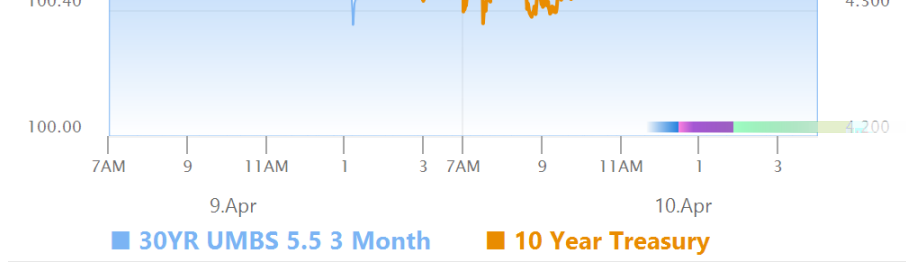 100.40 4.300
100.00 4.200
7AM 9 11AM 1 3 7AM 9 11AM 1 3
9.Apr 10.Apr
30YR UMBS 5.5 3 Month 10 Year Treasury